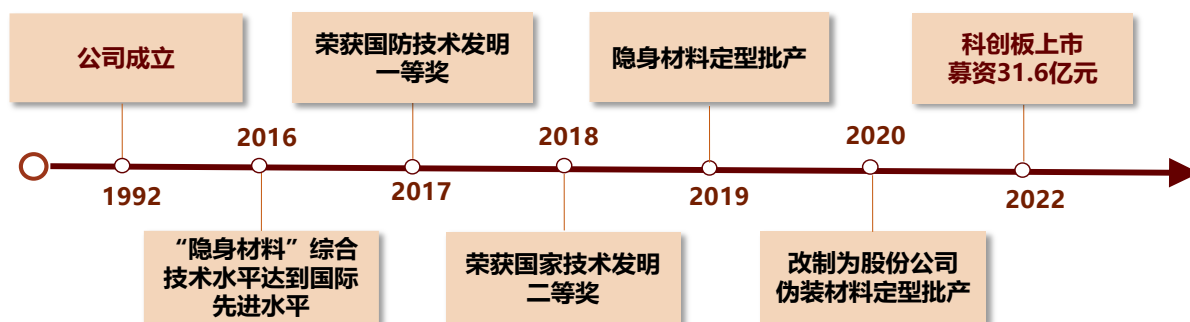 公司成立
荣获国防技术发明
一等奖
隐身材料定型批产
科创板上市
募资31.6亿元
2016
2018
2020
1992
2017
2019
2022
“隐身材料”综合
技术水平达到国际
先进水平
荣获国家技术发明
二等奖
改制为股份公司
伪装材料定型批产